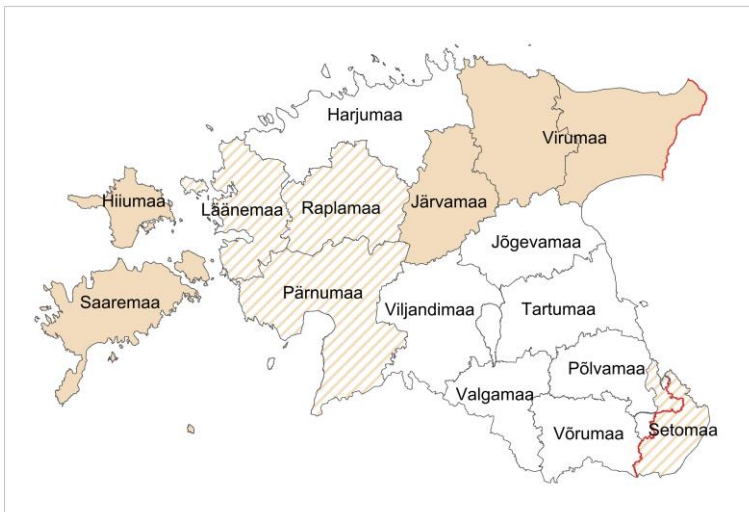 Harjumaa
Virumaa
Hiiumaa
Läänemaa
Raplamaa
Järvamaa
Jõgevamaa
Saaremaa
Pärnumaa
Viljandimaa
Tartumaa
Põlvamaa
Valgamaa
Võrumaa
Setomaa